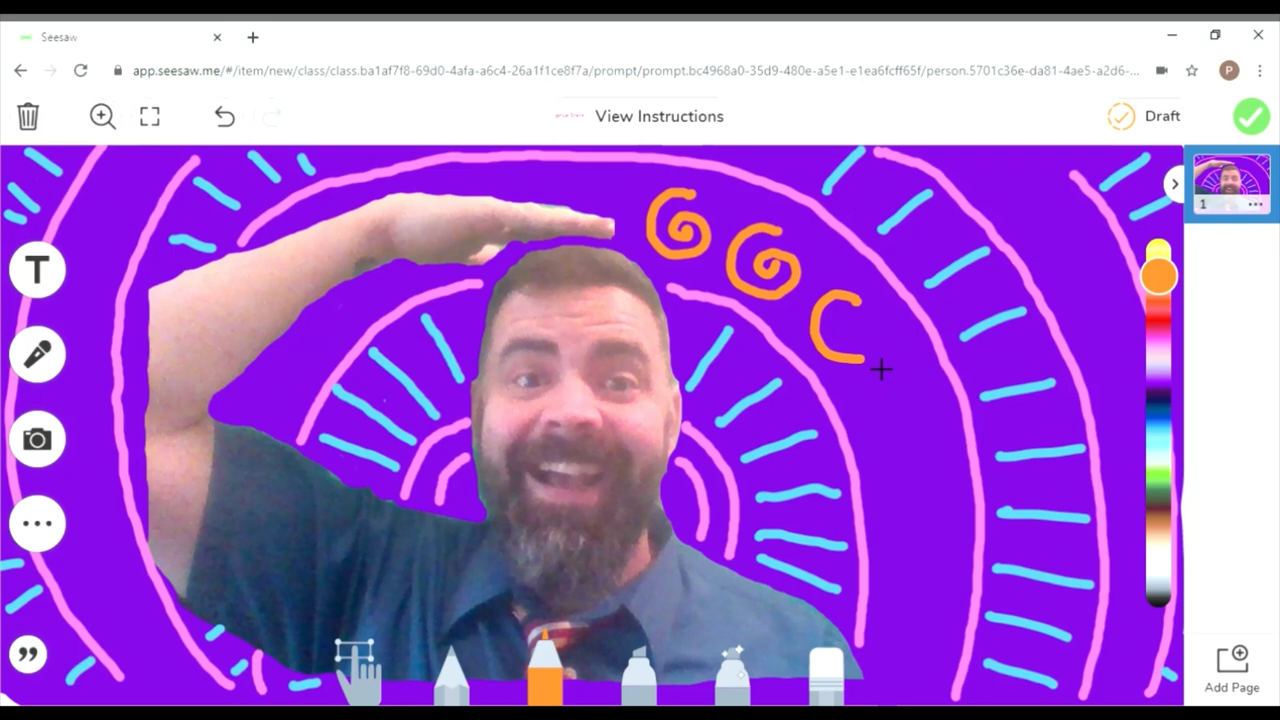 Seesaw
app.seesaw.me/#/item/new/class/class.ba1af7f8-69d0-4afa-a6c4-26a1f1ce8f7a/prompt/prompt.bc4968a0-35d9-480e-a5e1-e1ea6fcff65f/person.5701c36e-da81-4ae5-a2d6-...
P
View Instructions
Draft
1
T
Add Page